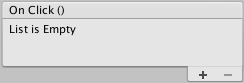 On Click ()
List is Empty